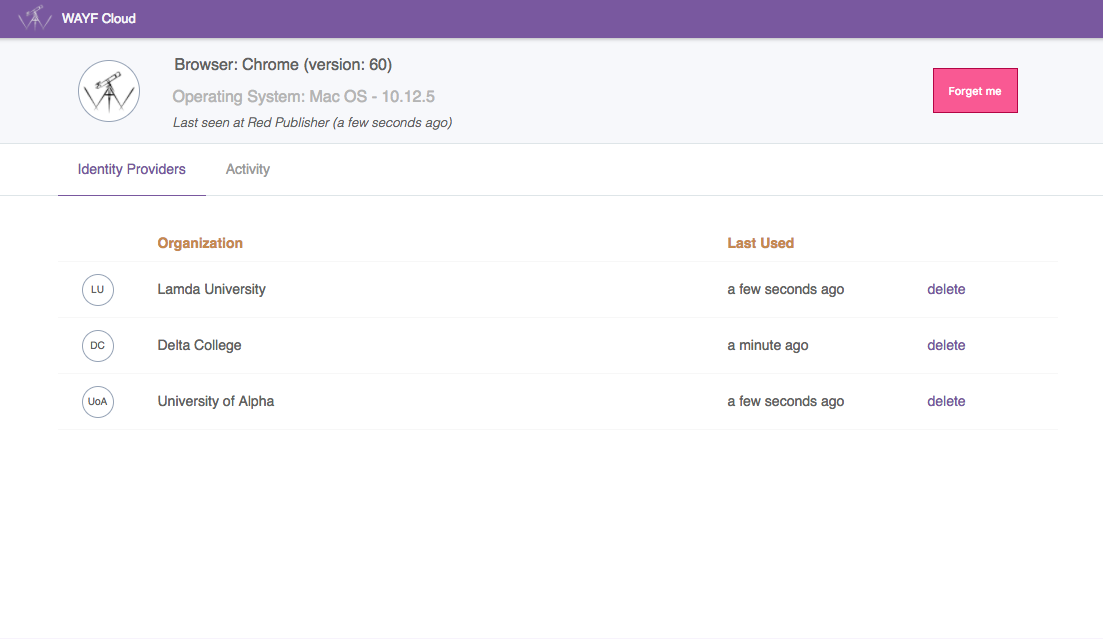 WAYF Cloud
Browser: Chrome (version: 60)
Operating System: Mac OS - 10.12.5
Last seen at Red Publisher (a few seconds ago)
Forget me
Identity Providers Activity
Organization Last Used
LU Lamda University a few seconds ago delete
DC Delta College a minute ago delete
UoA University of Alpha a few seconds ago delete